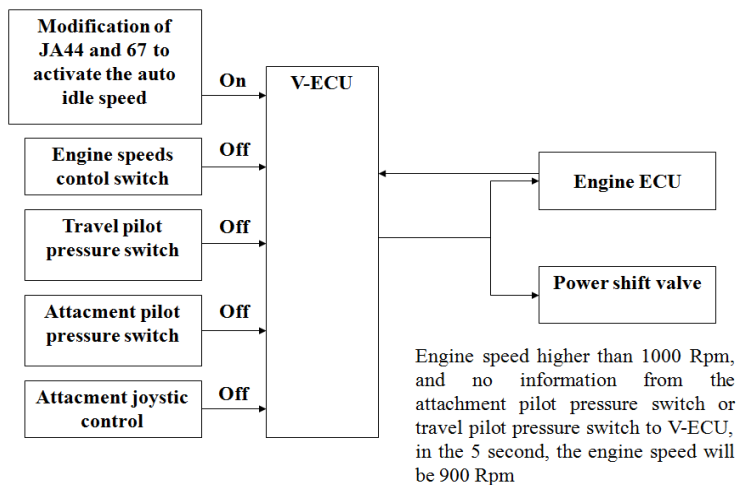 Modification of
JA44 and 67 to
activate the auto
idle speed
On
V-ECU
Engine speeds
contol switch
Off
Engine ECU
Travel pilot
pressure switch
Off
Power shift valve
Attacment pilot
pressure switch
Off
Attacment joystic
control
Off
Engine speed higher than 1000 Rpm,
and no information from the
attachment pilot pressure switch or
travel pilot pressure switch to V-ECU,
in the 5 second, the engine speed will
be 900 Rpm